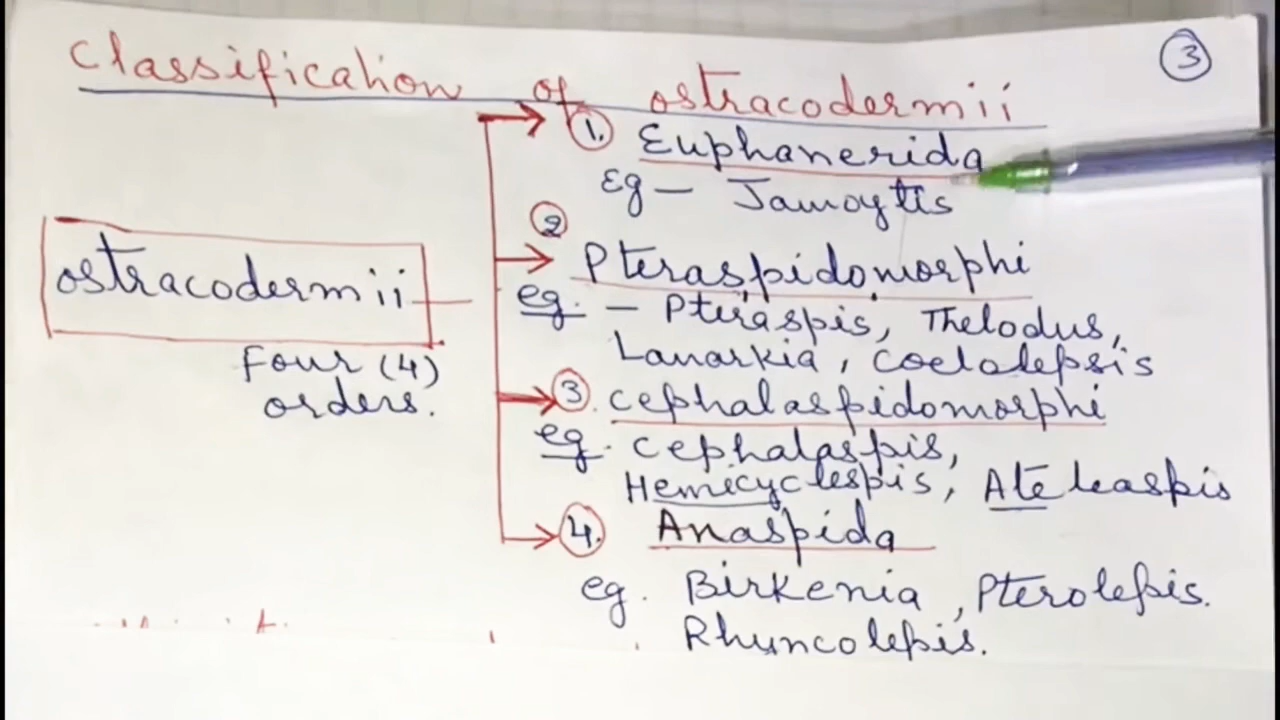 classification of ostracodermii
3
1. Euphanerida
Eg – Jamoytis
2
Pteraspidomorphi
ostracodermii
eg. – Pteraspis, Thelodus,
Lanarkia, coelolepsis
Four (4)
orders.
3. cephalaspidomorphi
eg. cephalaspis,
Hemicyclespis, Ateleaspis
4. Anaspida
eg. Birkenia, Pterolepis.
Rhyncolepis.